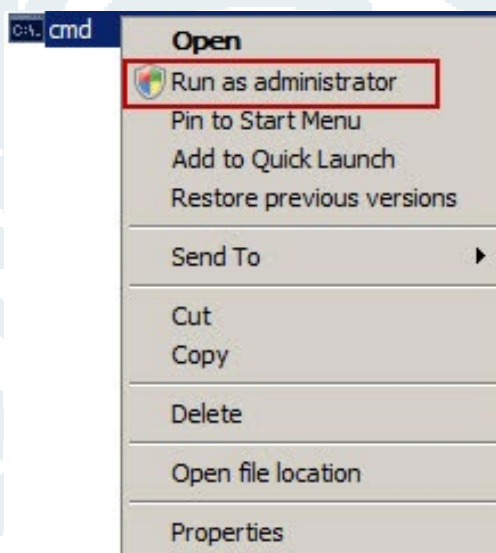 C:\. cmd
Open
Run as administrator
Pin to Start Menu
Add to Quick Launch
Restore previous versions
Send To
Cut
Copy
Delete
Open file location
Properties